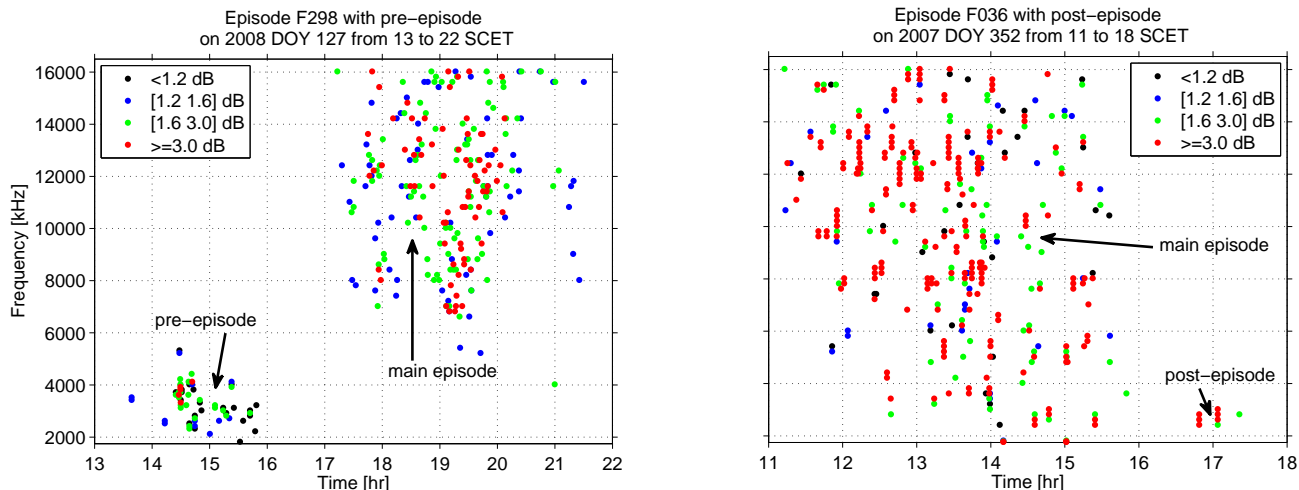 Episode F298 with pre−episode
on 2008 DOY 127 from 13 to 22 SCET
16000
14000
12000
10000
8000
6000
4000
2000
Frequency [kHz]
<1.2 dB
[1.2 1.6] dB
[1.6 3.0] dB
>=3.0 dB
pre−episode
main episode
13 14 15 16 17 18 19 20 21 22
Time [hr]
Episode F036 with post−episode
on 2007 DOY 352 from 11 to 18 SCET
<1.2 dB
[1.2 1.6] dB
[1.6 3.0] dB
>=3.0 dB
main episode
post−episode
11 12 13 14 15 16 17 18
Time [hr]